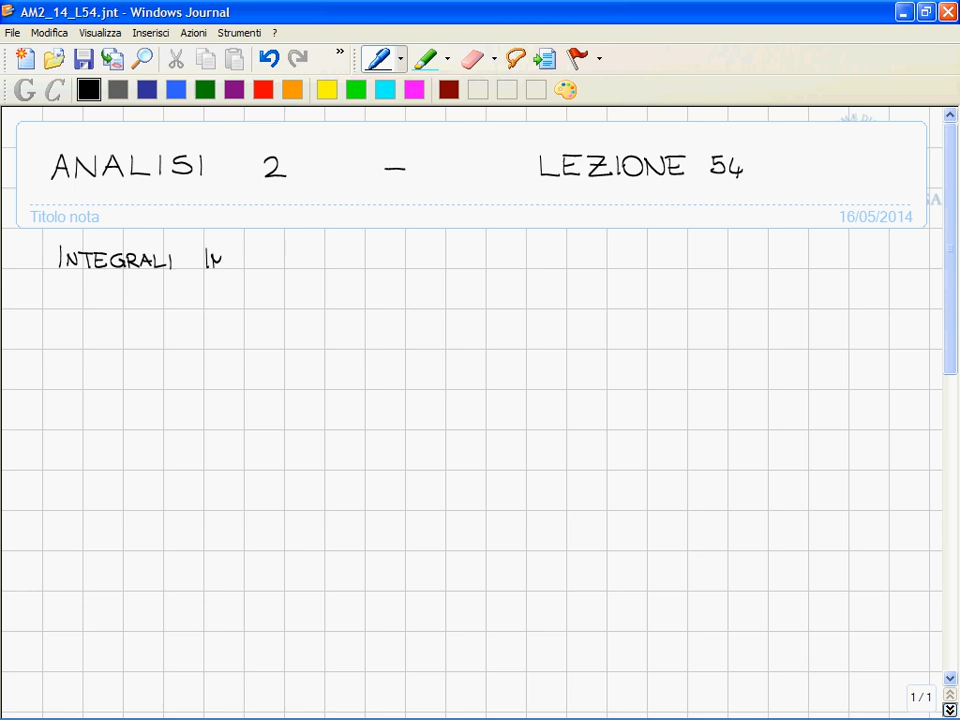 AM2_14_L54.jnt - Windows Journal
File Modifica Visualizza Inserisci Azioni Strumenti ?
»
G C
ANALISI 2 - LEZIONE 54
Titolo nota 16/05/2014
INTEGRALI IN
1 / 1